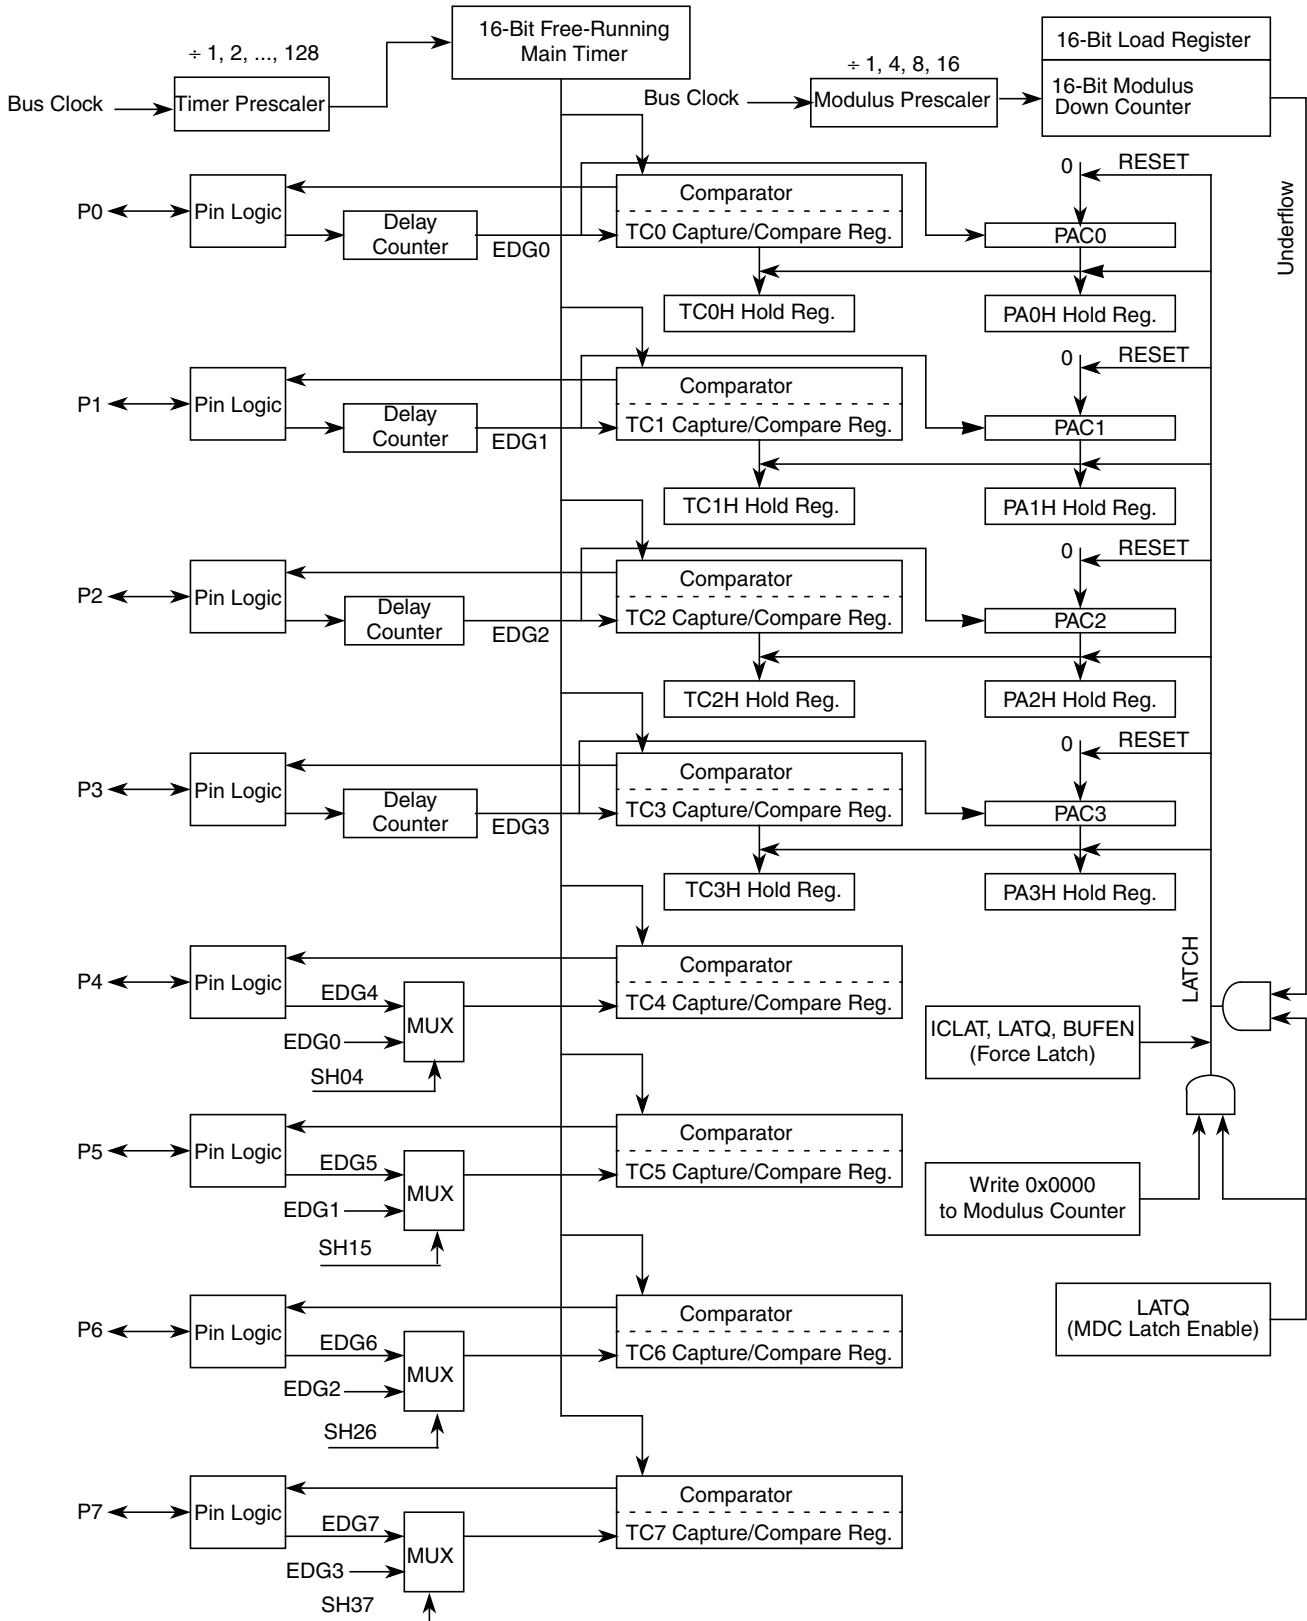 16-Bit Free-Running
Main Timer
16-Bit Load Register
÷ 1, 2, ..., 128
÷ 1, 4, 8, 16
Bus Clock
Timer Prescaler
Bus Clock
Modulus Prescaler
16-Bit Modulus
Down Counter
Underflow
0
RESET
P0
Pin Logic
Comparator
Delay
Counter
EDG0
TC0 Capture/Compare Reg.
PAC0
TC0H Hold Reg.
PA0H Hold Reg.
0
RESET
P1
Pin Logic
Comparator
Delay
Counter
EDG1
TC1 Capture/Compare Reg.
PAC1
TC1H Hold Reg.
PA1H Hold Reg.
0
RESET
P2
Pin Logic
Comparator
Delay
Counter
EDG2
TC2 Capture/Compare Reg.
PAC2
TC2H Hold Reg.
PA2H Hold Reg.
0
RESET
P3
Pin Logic
Comparator
Delay
Counter
EDG3
TC3 Capture/Compare Reg.
PAC3
TC3H Hold Reg.
PA3H Hold Reg.
LATCH
P4
Pin Logic
Comparator
EDG4
MUX
TC4 Capture/Compare Reg.
EDG0
SH04
ICLAT, LATQ, BUFEN
(Force Latch)
P5
Pin Logic
Comparator
EDG5
MUX
TC5 Capture/Compare Reg.
EDG1
SH15
Write 0x0000
to Modulus Counter
P6
Pin Logic
Comparator
EDG6
MUX
TC6 Capture/Compare Reg.
EDG2
SH26
LATQ
(MDC Latch Enable)
P7
Pin Logic
Comparator
EDG7
MUX
TC7 Capture/Compare Reg.
EDG3
SH37